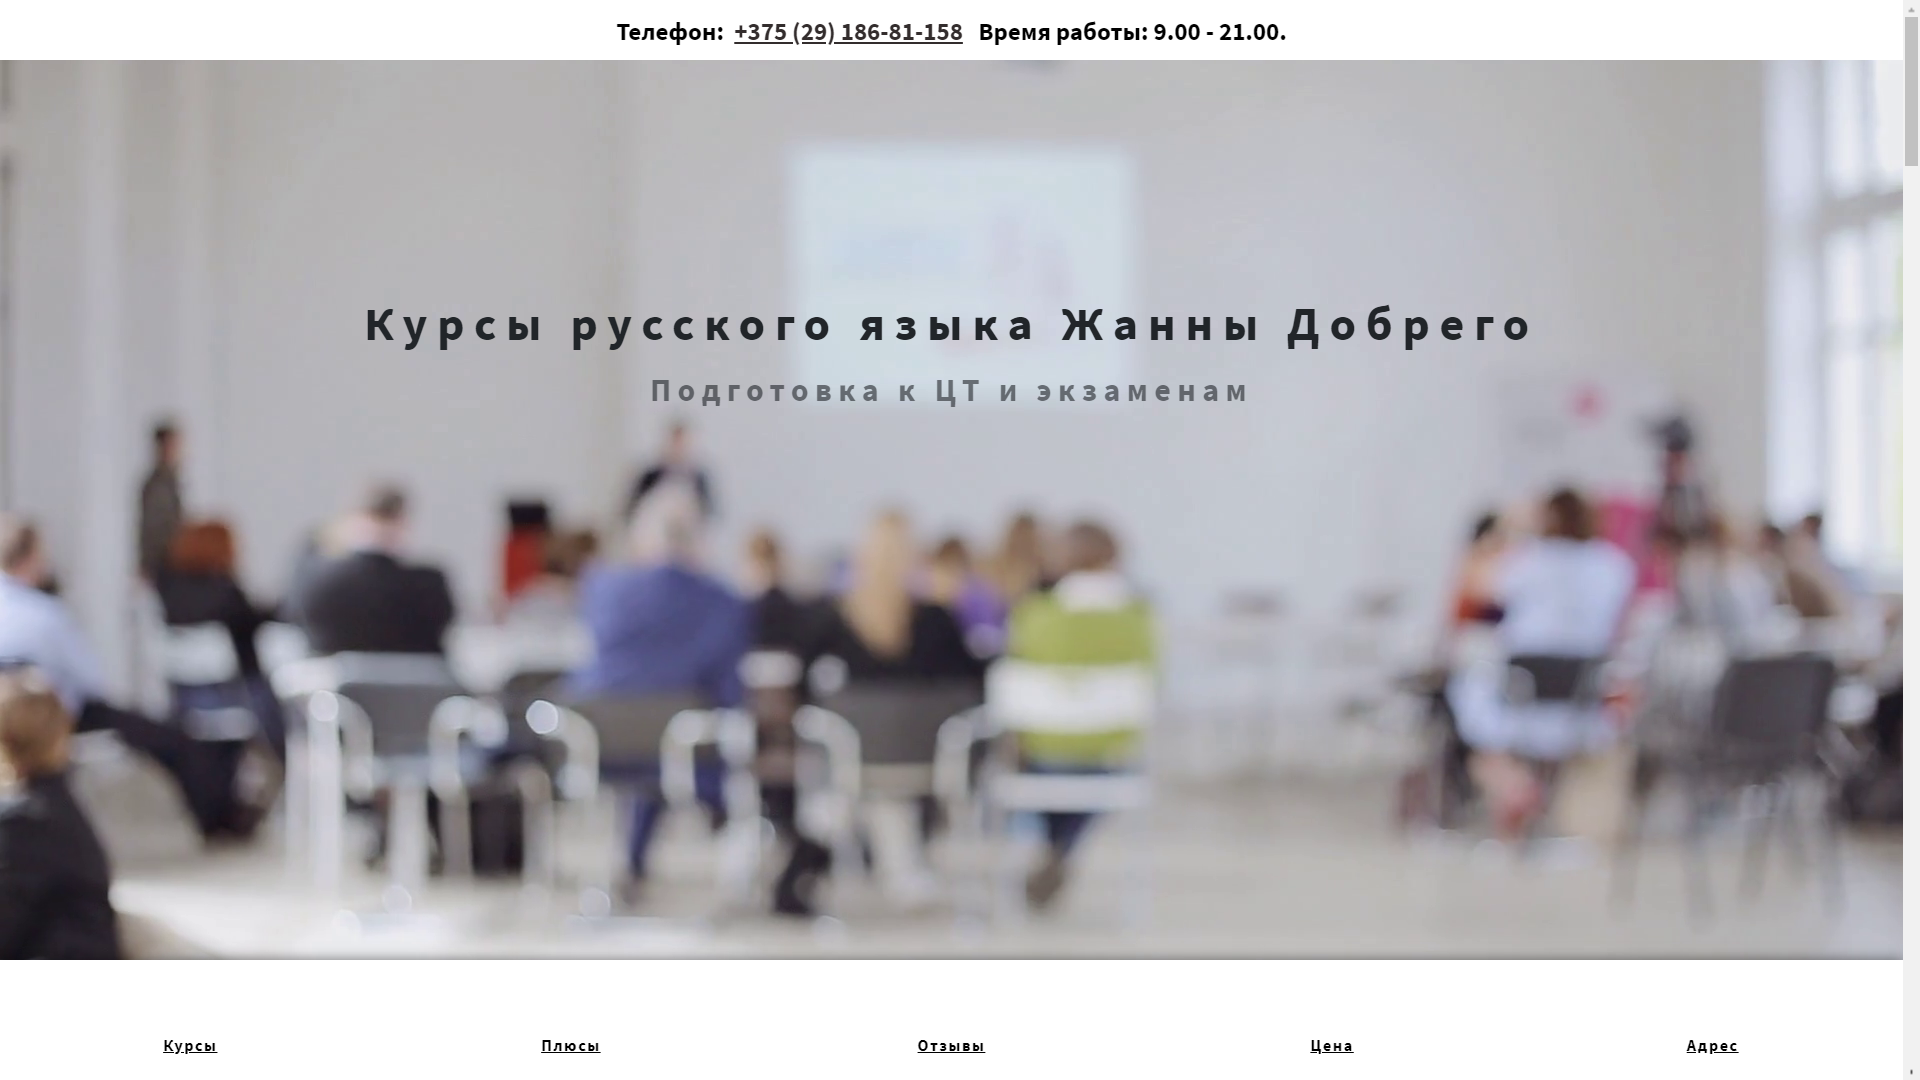 Телефон: +375 (29) 186-81-158 Время работы: 9.00 - 21.00.
Курсы русского языка Жанны Добрего
Подготовка к ЦТ и экзаменам
Курсы Плюсы Отзывы Цена Адрес